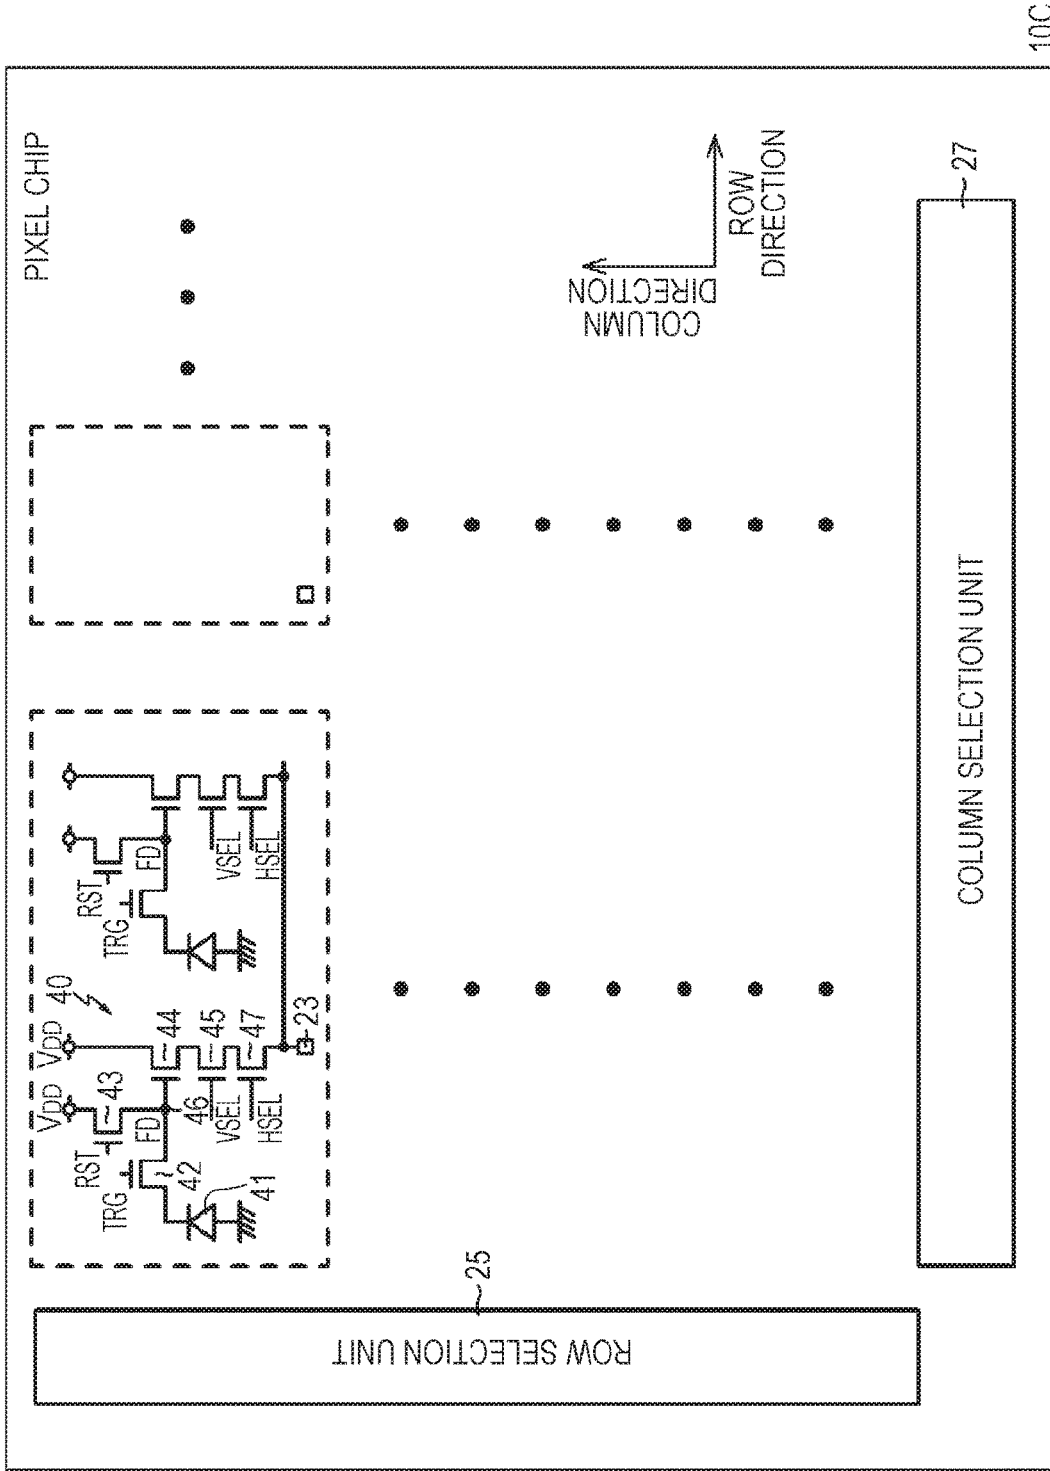 PIXEL CHIP
10C
VDD
VDD
40
RST
43
TRG
FD
44
42
46
45
VSEL
41
47
HSEL
23
RST
TRG
FD
VSEL
HSEL
25
ROW SELECTION UNIT
COLUMN
DIRECTION
ROW
DIRECTION
COLUMN SELECTION UNIT
27